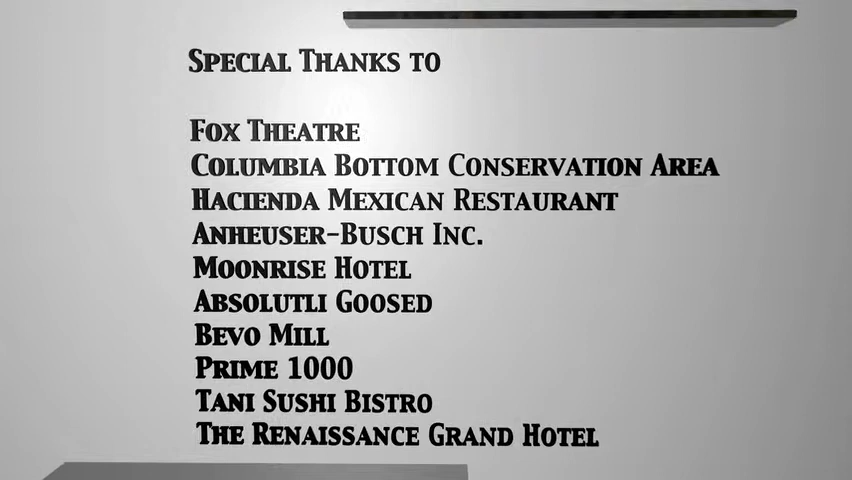 Special Thanks to
Fox Theatre
Columbia Bottom Conservation Area
Hacienda Mexican Restaurant
Anheuser-Busch Inc.
Moonrise Hotel
Absolutli Goosed
Bevo Mill
Prime 1000
Tani Sushi Bistro
The Renaissance Grand Hotel